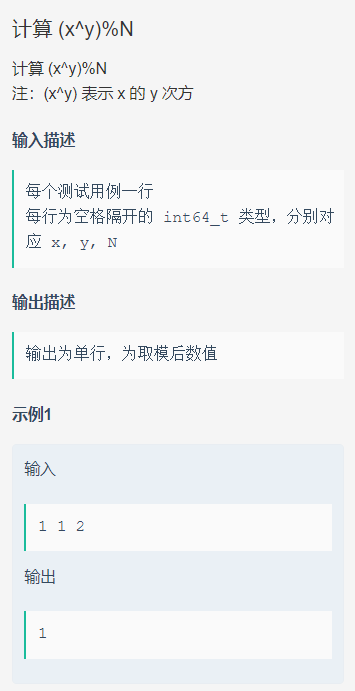 计算 (x^y)%N
计算 (x^y)%N
注：(x^y) 表示 x 的 y 次方
输入描述
每个测试用例一行
每行为空格隔开的 int64_t 类型，分别对
应 x, y, N
输出描述
输出为单行，为取模后数值
示例1
输入
1 1 2
输出
1